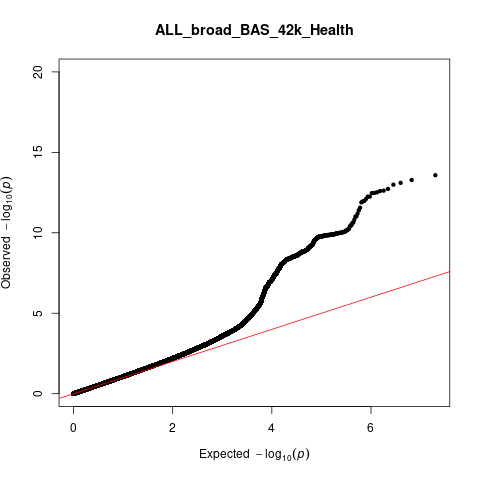 ALL_broad_BAS_42k_Health
20
15
10
5
0
Observed −log₁₀(p)
0 2 4 6
Expected −log₁₀(p)